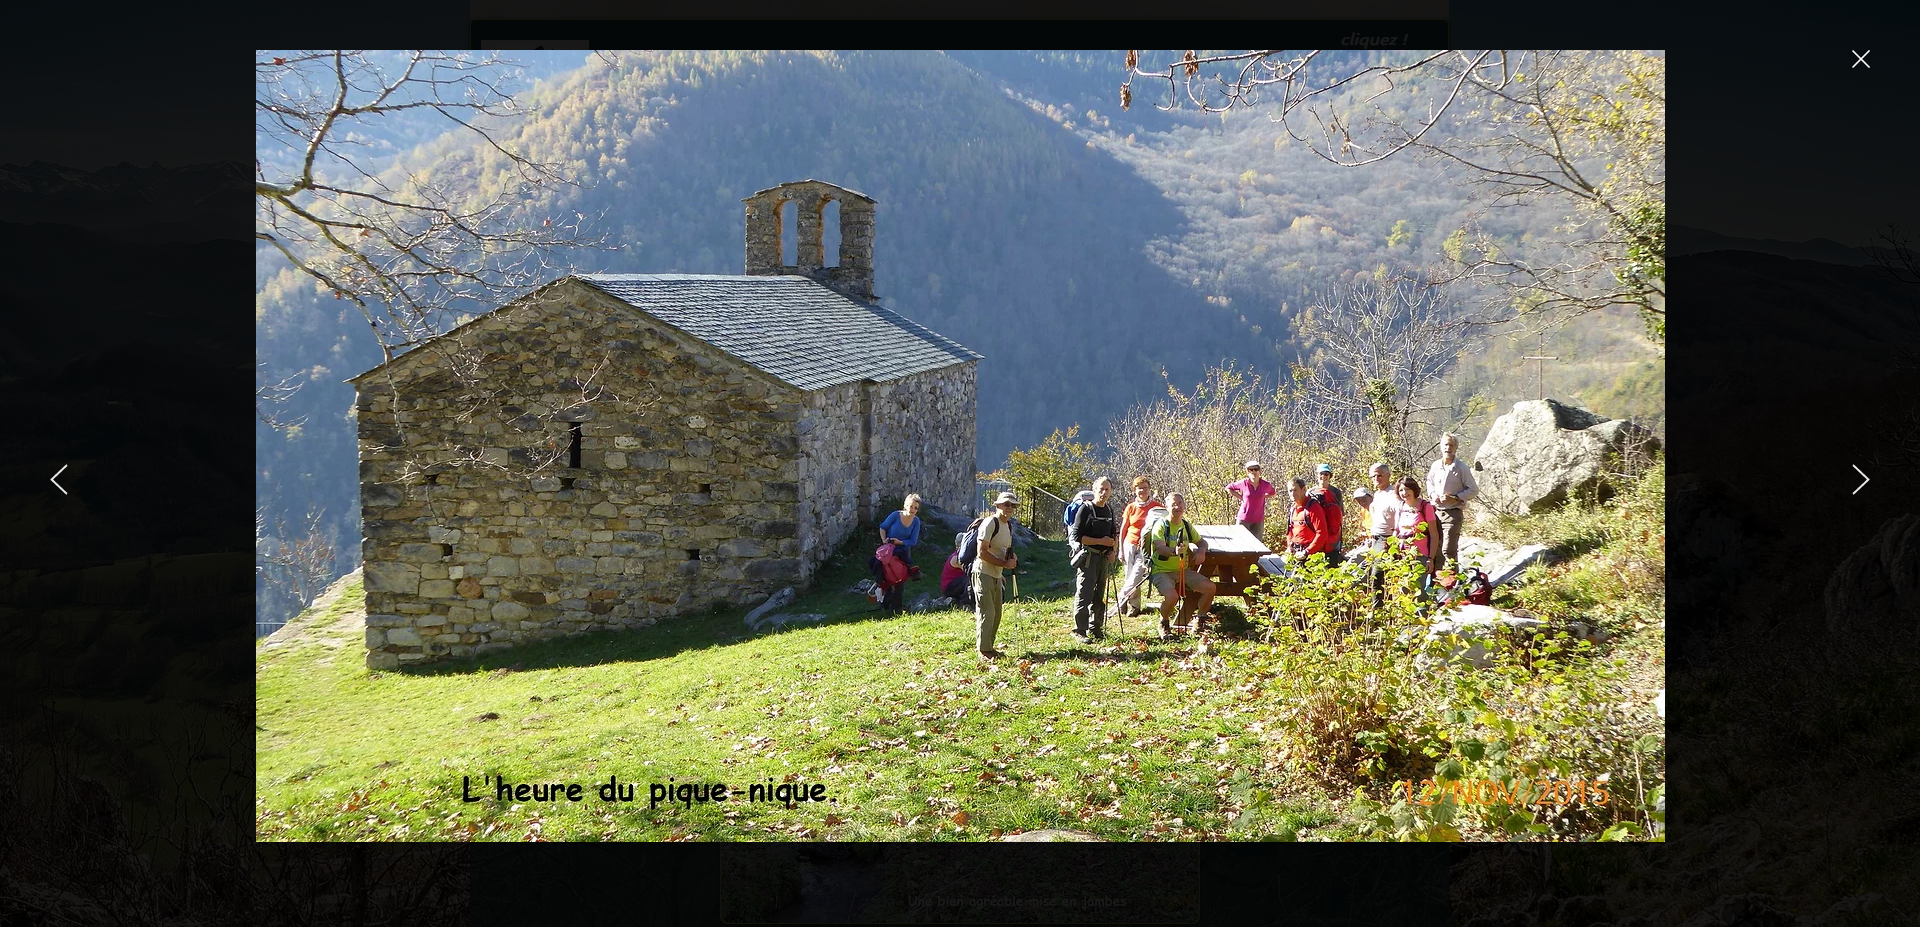 cliquez !
L'heure du pique-nique.
12/NOV/2015
Une bien agréable mise en jambes